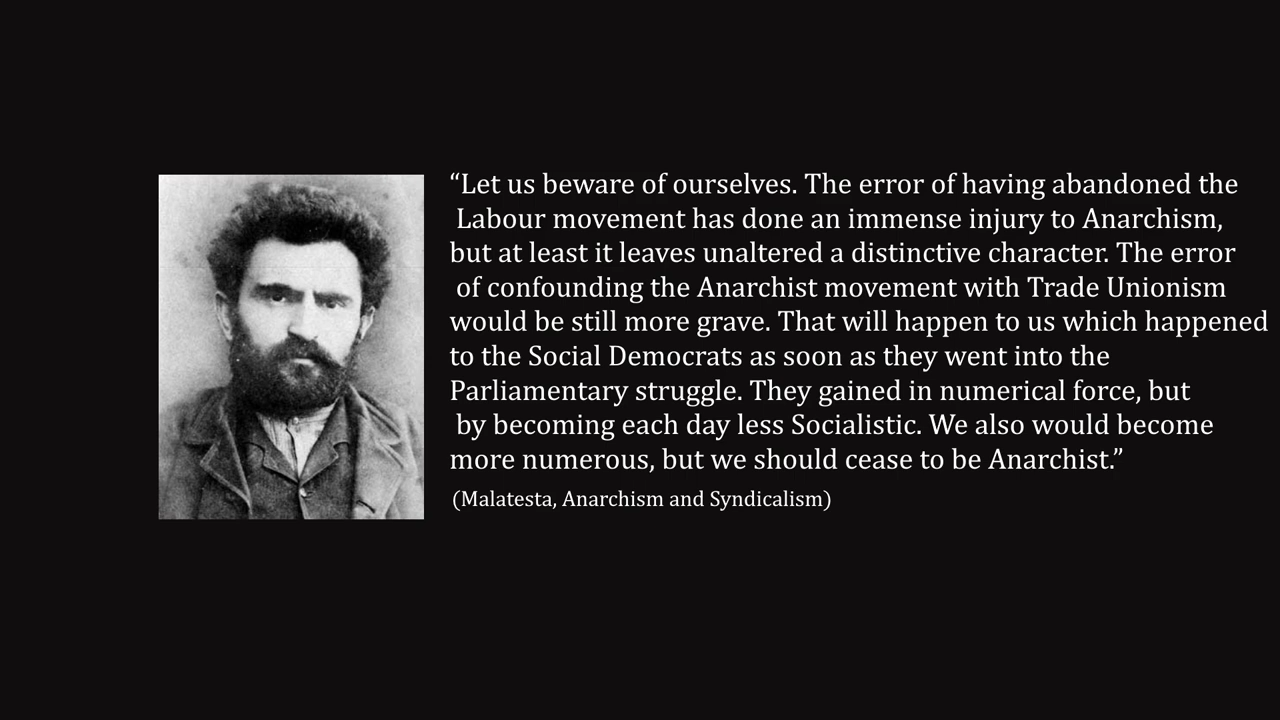 “Let us beware of ourselves. The error of having abandoned the
Labour movement has done an immense injury to Anarchism,
but at least it leaves unaltered a distinctive character. The error
of confounding the Anarchist movement with Trade Unionism
would be still more grave. That will happen to us which happened
to the Social Democrats as soon as they went into the
Parliamentary struggle. They gained in numerical force, but
by becoming each day less Socialistic. We also would become
more numerous, but we should cease to be Anarchist.”
(Malatesta, Anarchism and Syndicalism)